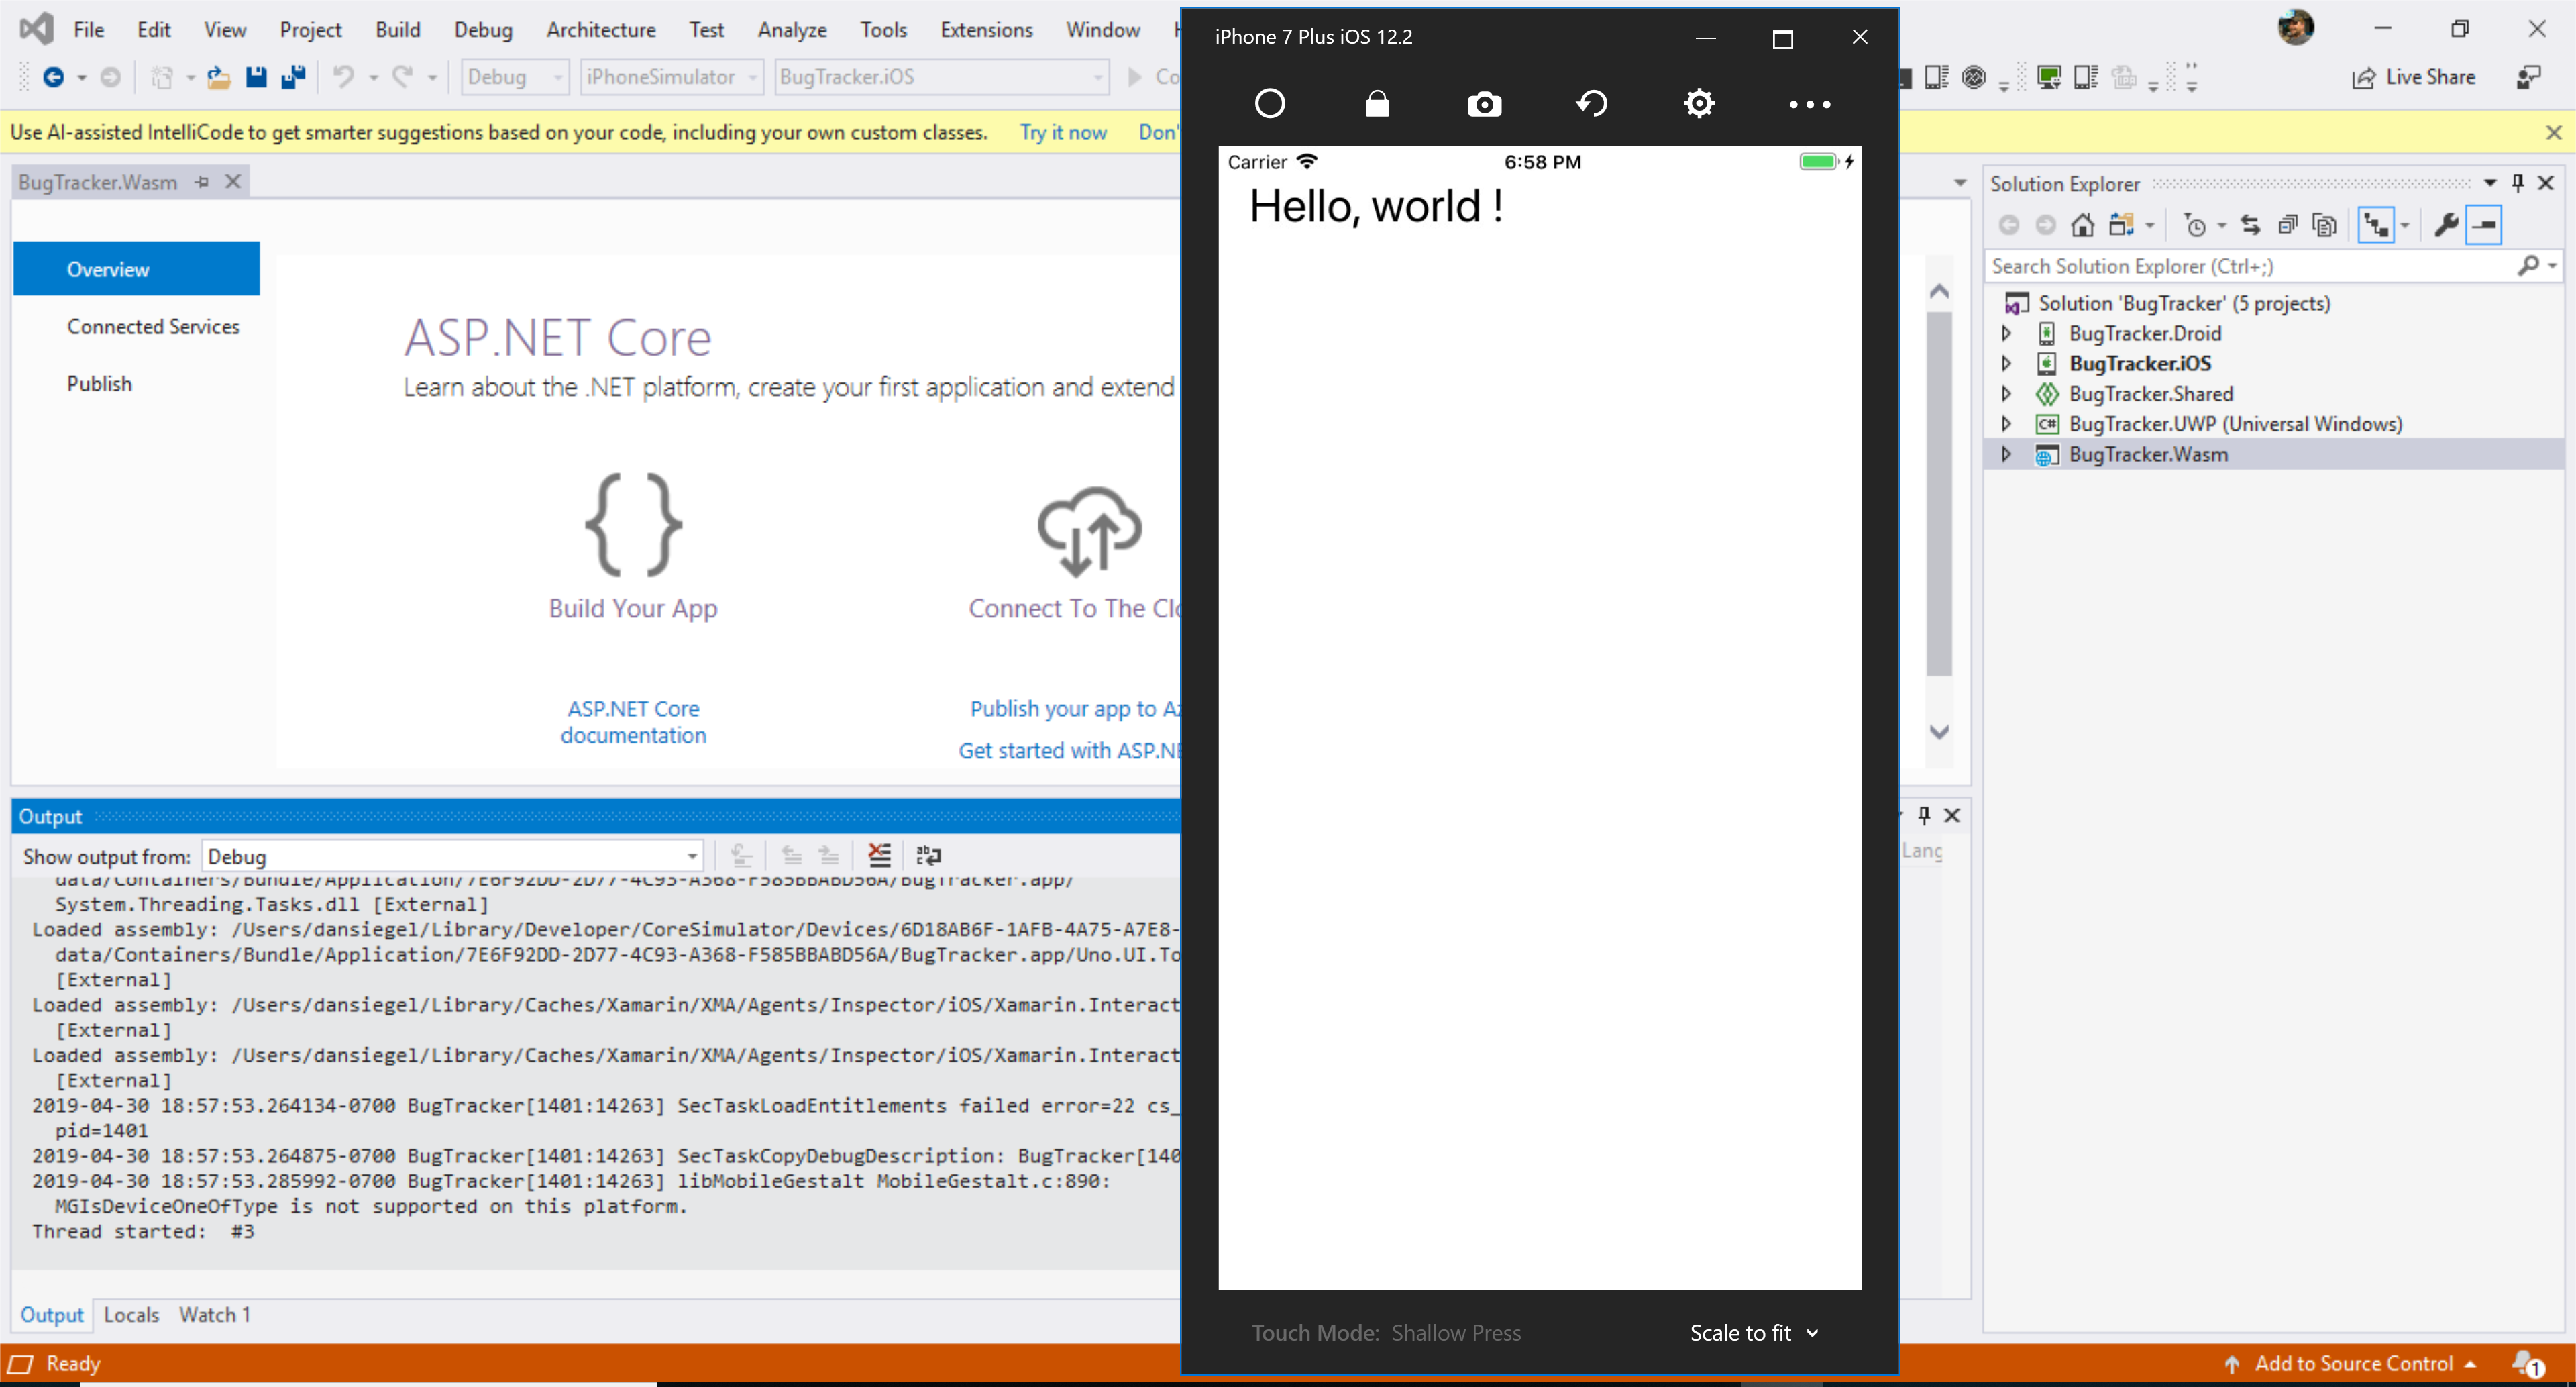 File Edit View Project Build Debug Architecture Test Analyze Tools Extensions Window
Debug iPhoneSimulator BugTracker.iOS Co
Live Share
Use AI-assisted IntelliCode to get smarter suggestions based on your code, including your own custom classes. Try it now Don'
BugTracker.Wasm
Overview
Connected Services
Publish
ASP.NET Core
Learn about the .NET platform, create your first application and extend
{ }
Build Your App
Connect To The Clo
ASP.NET Core
documentation
Publish your app to Az
Get started with ASP.NE
Output
Show output from: Debug
data/Containers/Bundle/Application/7E6F92DD-2D77-4C93-A368-F585BBABD56A/BugTracker.app/
System.Threading.Tasks.dll [External]
Loaded assembly: /Users/dansiegel/Library/Developer/CoreSimulator/Devices/6D18AB6F-1AFB-4A75-A7E8-
data/Containers/Bundle/Application/7E6F92DD-2D77-4C93-A368-F585BBABD56A/BugTracker.app/Uno.UI.To
[External]
Loaded assembly: /Users/dansiegel/Library/Caches/Xamarin/XMA/Agents/Inspector/iOS/Xamarin.Interact
[External]
Loaded assembly: /Users/dansiegel/Library/Caches/Xamarin/XMA/Agents/Inspector/iOS/Xamarin.Interact
[External]
2019-04-30 18:57:53.264134-0700 BugTracker[1401:14263] SecTaskLoadEntitlements failed error=22 cs_
pid=1401
2019-04-30 18:57:53.264875-0700 BugTracker[1401:14263] SecTaskCopyDebugDescription: BugTracker[140
2019-04-30 18:57:53.285992-0700 BugTracker[1401:14263] libMobileGestalt MobileGestalt.c:890:
MGIsDeviceOneOfType is not supported on this platform.
Thread started: #3
Output Locals Watch 1
Ready
iPhone 7 Plus iOS 12.2
Carrier 6:58 PM
Hello, world !
Touch Mode: Shallow Press Scale to fit
Lang
Solution Explorer
Search Solution Explorer (Ctrl+;)
Solution 'BugTracker' (5 projects)
BugTracker.Droid
BugTracker.iOS
BugTracker.Shared
C# BugTracker.UWP (Universal Windows)
BugTracker.Wasm
Add to Source Control 1